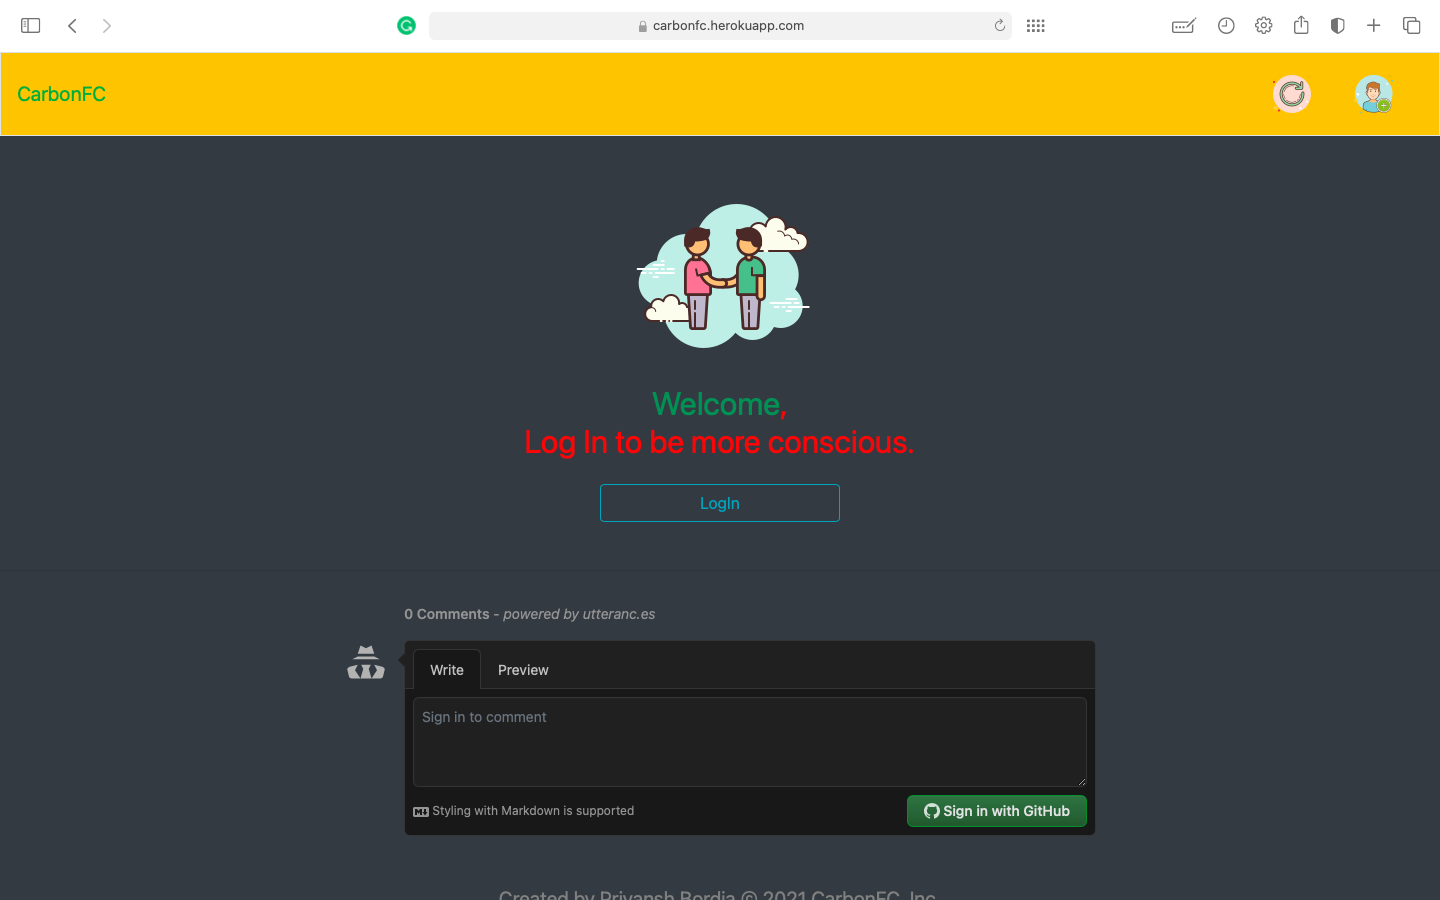 carbonfc.herokuapp.com
CarbonFC
Welcome,
Log In to be more conscious.
LogIn
0 Comments - powered by utteranc.es
Write Preview
Sign in to comment
Styling with Markdown is supported
Sign in with GitHub
Created by Priyansh Bordia © 2021 CarbonFC, Inc.